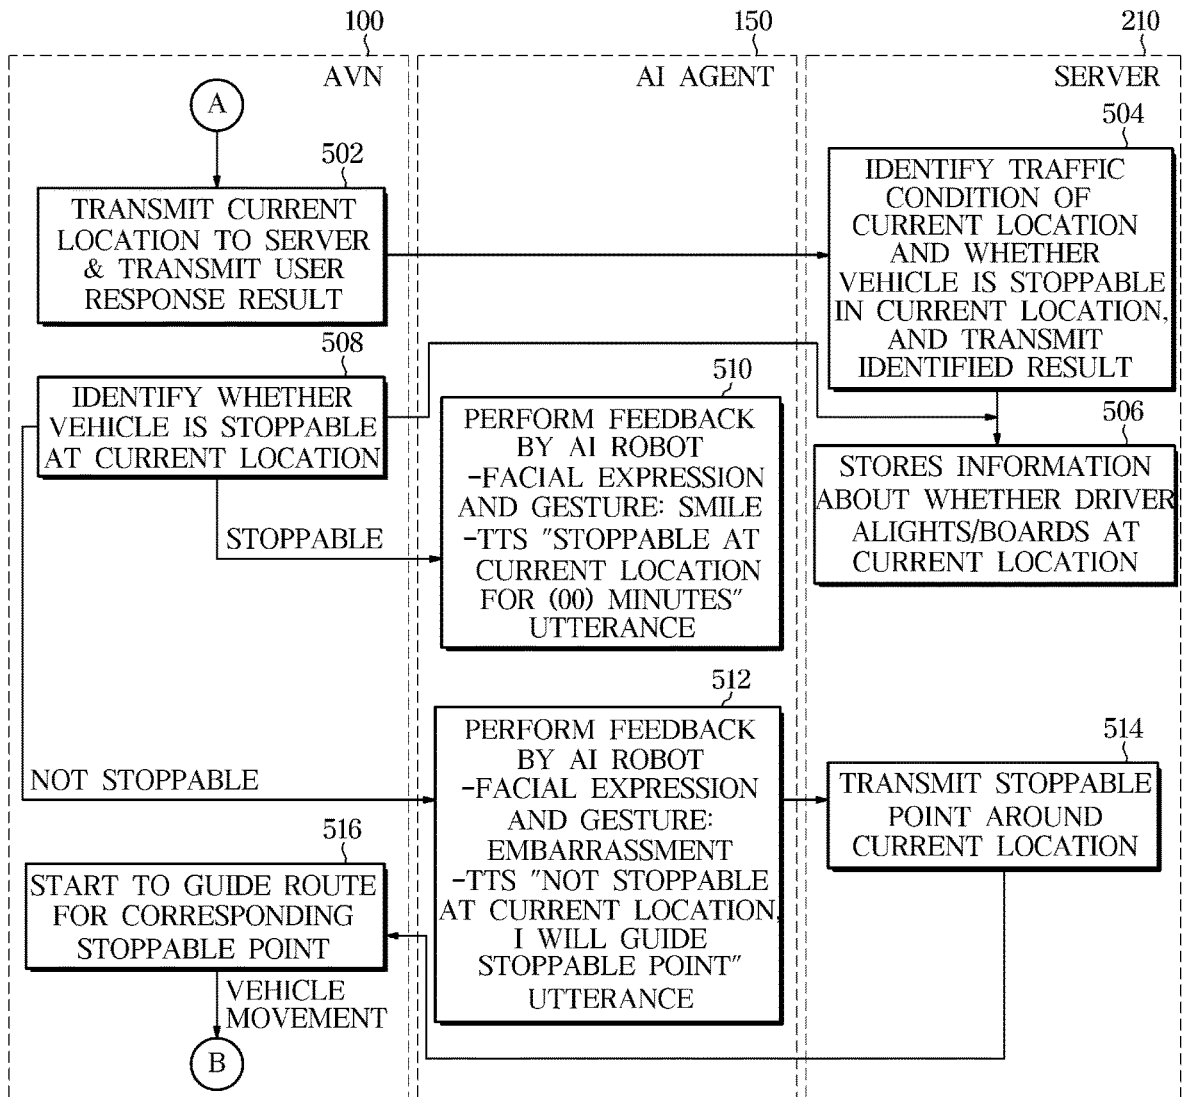 100
150
210
AVN
AI AGENT
SERVER
A
502
TRANSMIT CURRENT
LOCATION TO SERVER
& TRANSMIT USER
RESPONSE RESULT
504
IDENTIFY TRAFFIC
CONDITION OF
CURRENT LOCATION
AND WHETHER
VEHICLE IS STOPPABLE
IN CURRENT LOCATION,
AND TRANSMIT
IDENTIFIED RESULT
508
IDENTIFY WHETHER
VEHICLE IS STOPPABLE
AT CURRENT LOCATION
510
PERFORM FEEDBACK
BY AI ROBOT
-FACIAL EXPRESSION
AND GESTURE: SMILE
-TTS "STOPPABLE AT
CURRENT LOCATION
FOR (00) MINUTES"
UTTERANCE
506
STORES INFORMATION
ABOUT WHETHER DRIVER
ALIGHTS/BOARDS AT
CURRENT LOCATION
STOPPABLE
NOT STOPPABLE
512
PERFORM FEEDBACK
BY AI ROBOT
-FACIAL EXPRESSION
AND GESTURE:
EMBARRASSMENT
-TTS "NOT STOPPABLE
AT CURRENT LOCATION,
I WILL GUIDE
STOPPABLE POINT"
UTTERANCE
514
TRANSMIT STOPPABLE
POINT AROUND
CURRENT LOCATION
516
START TO GUIDE ROUTE
FOR CORRESPONDING
STOPPABLE POINT
VEHICLE
MOVEMENT
B